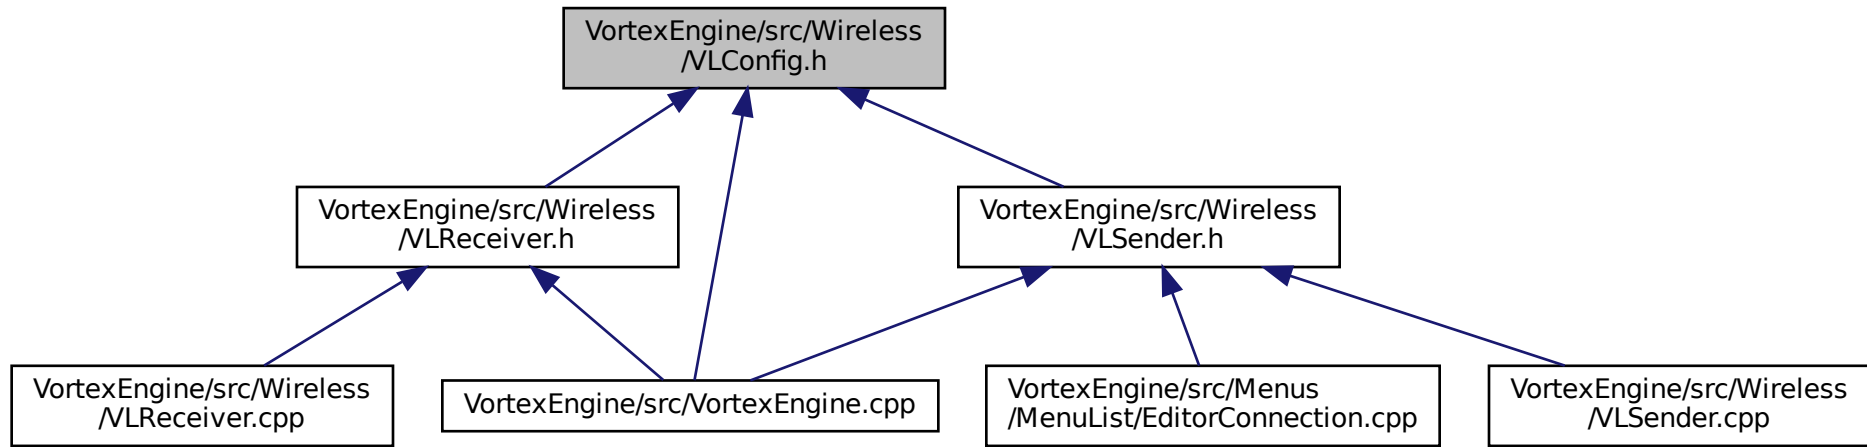 VortexEngine/src/Wireless
/VLConfig.h
VortexEngine/src/Wireless
/VLReceiver.h
VortexEngine/src/Wireless
/VLSender.h
VortexEngine/src/Wireless
/VLReceiver.cpp
VortexEngine/src/VortexEngine.cpp
VortexEngine/src/Menus
/MenuList/EditorConnection.cpp
VortexEngine/src/Wireless
/VLSender.cpp